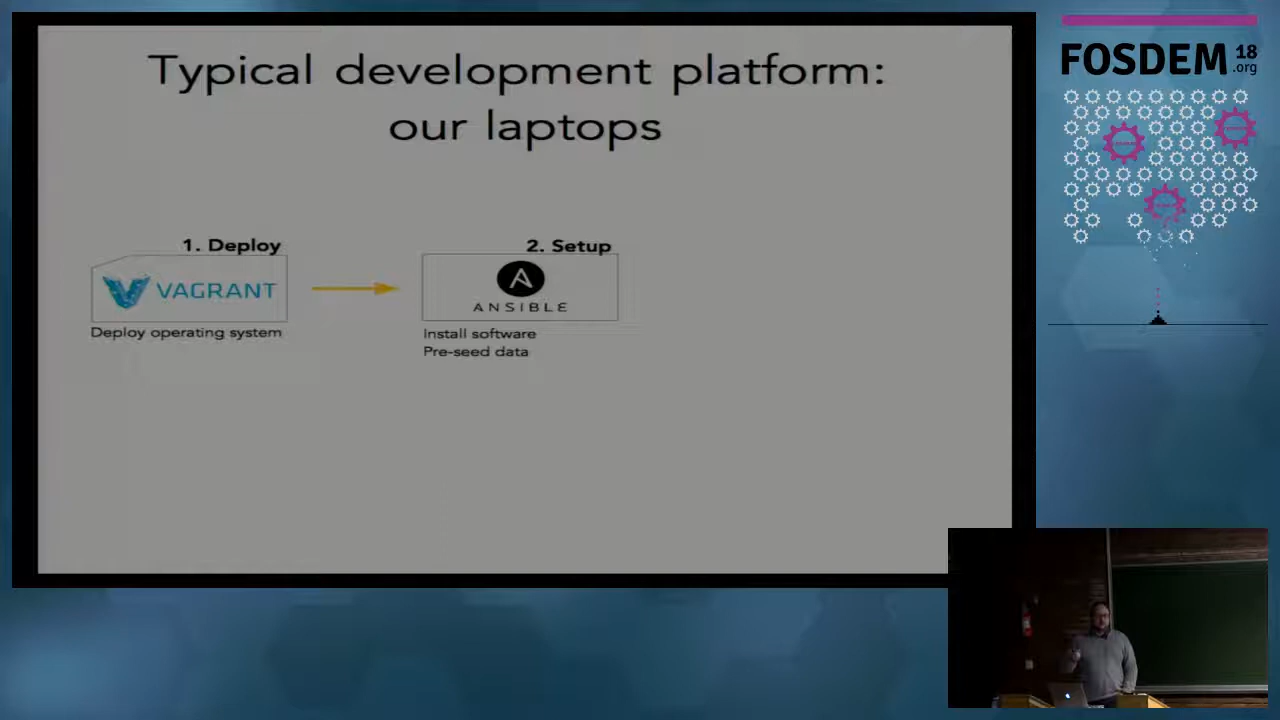 Typical development platform:
our laptops
1. Deploy
VAGRANT
Deploy operating system
2. Setup
ANSIBLE
Install software
Pre-seed data
FOSDEM 18
.org